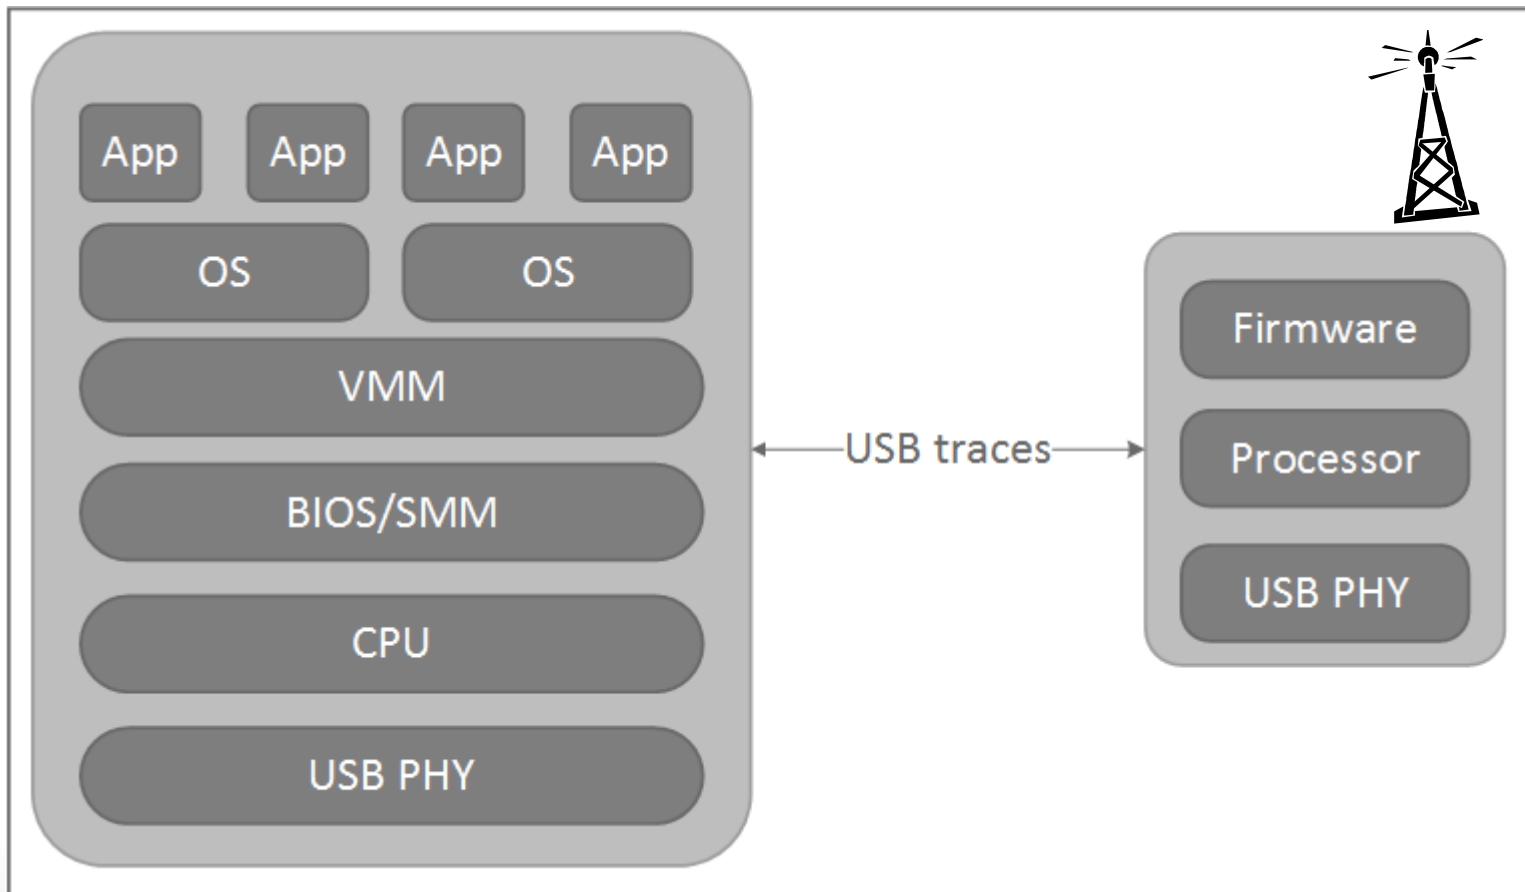 App App App App
OS OS
VMM
BIOS/SMM
CPU
USB PHY
USB traces
Firmware
Processor
USB PHY